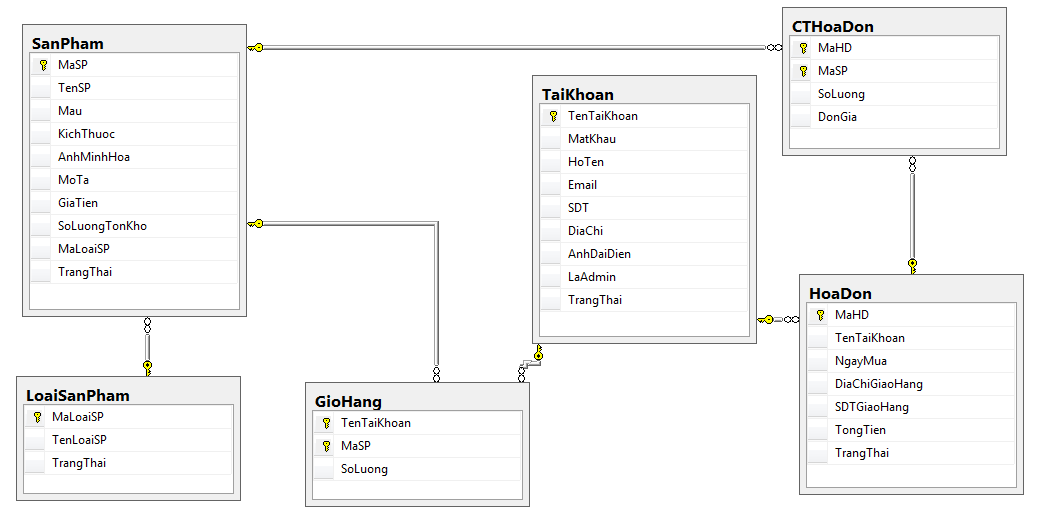 SanPham
MaSP
TenSP
Mau
KichThuoc
AnhMinhHoa
MoTa
GiaTien
SoLuongTonKho
MaLoaiSP
TrangThai
LoaiSanPham
MaLoaiSP
TenLoaiSP
TrangThai
GioHang
TenTaiKhoan
MaSP
SoLuong
TaiKhoan
TenTaiKhoan
MatKhau
HoTen
Email
SDT
DiaChi
AnhDaiDien
LaAdmin
TrangThai
CTHoaDon
MaHD
MaSP
SoLuong
DonGia
HoaDon
MaHD
TenTaiKhoan
NgayMua
DiaChiGiaoHang
SDTGiaoHang
TongTien
TrangThai